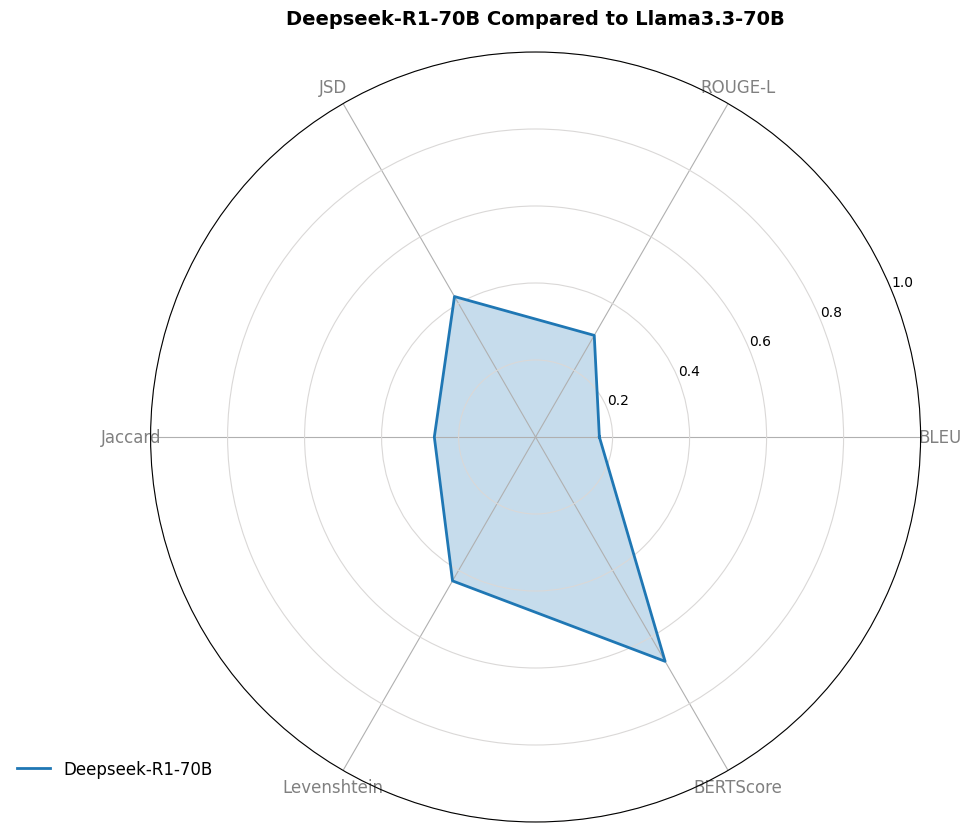 Deepseek-R1-70B Compared to Llama3.3-70B
JSD
ROUGE-L
1.0
0.8
0.6
0.4
0.2
Jaccard
BLEU
Deepseek-R1-70B
Levenshtein
BERTScore